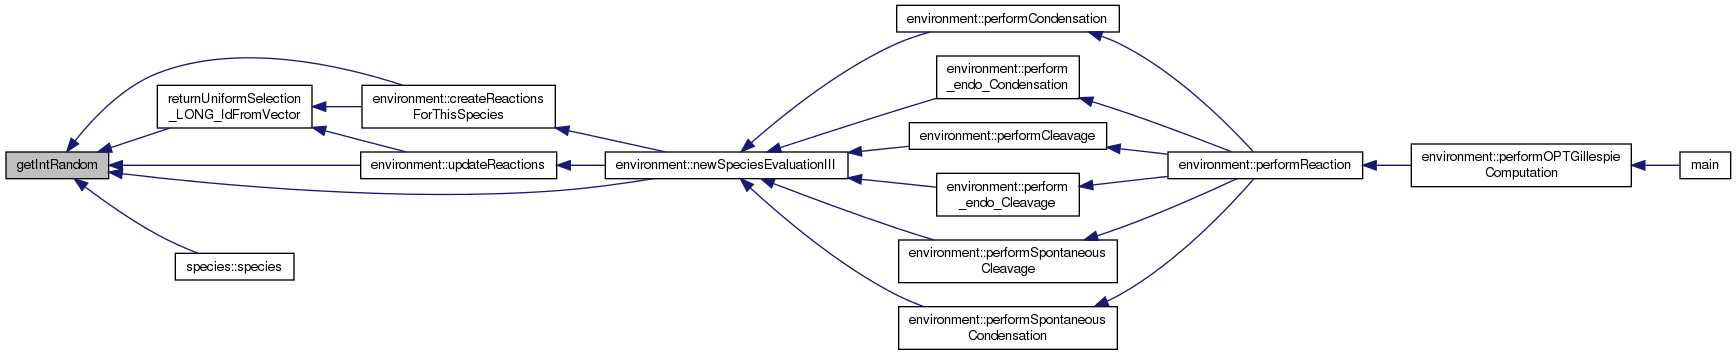 getIntRandom
returnUniformSelection
_LONG_IdFromVector
species::species
environment::createReactions
ForThisSpecies
environment::updateReactions
environment::newSpeciesEvaluationIII
environment::performCondensation
environment::perform
_endo_Condensation
environment::performCleavage
environment::perform
_endo_Cleavage
environment::performSpontaneous
Cleavage
environment::performSpontaneous
Condensation
environment::performReaction
environment::performOPTGillespie
Computation
main